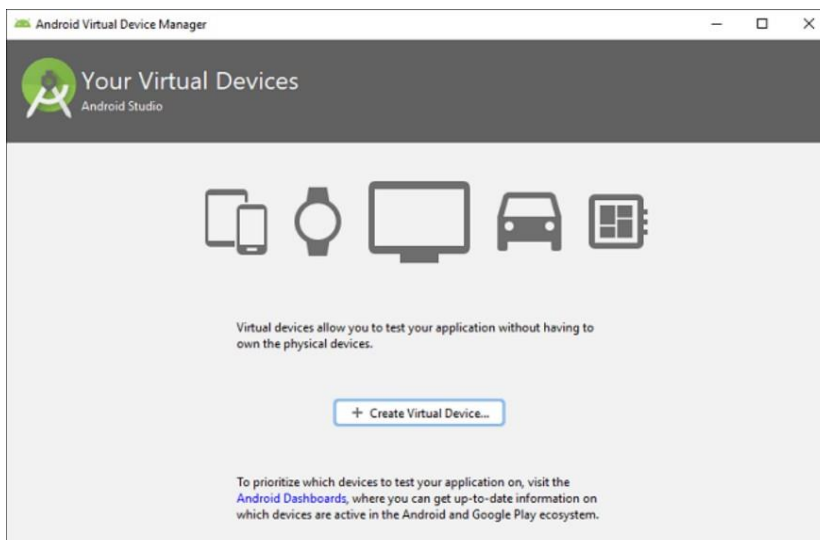 Android Virtual Device Manager
Your Virtual Devices
Android Studio
Virtual devices allow you to test your application without having to
own the physical devices.
+ Create Virtual Device...
To prioritize which devices to test your application on, visit the
Android Dashboards, where you can get up-to-date information on
which devices are active in the Android and Google Play ecosystem.